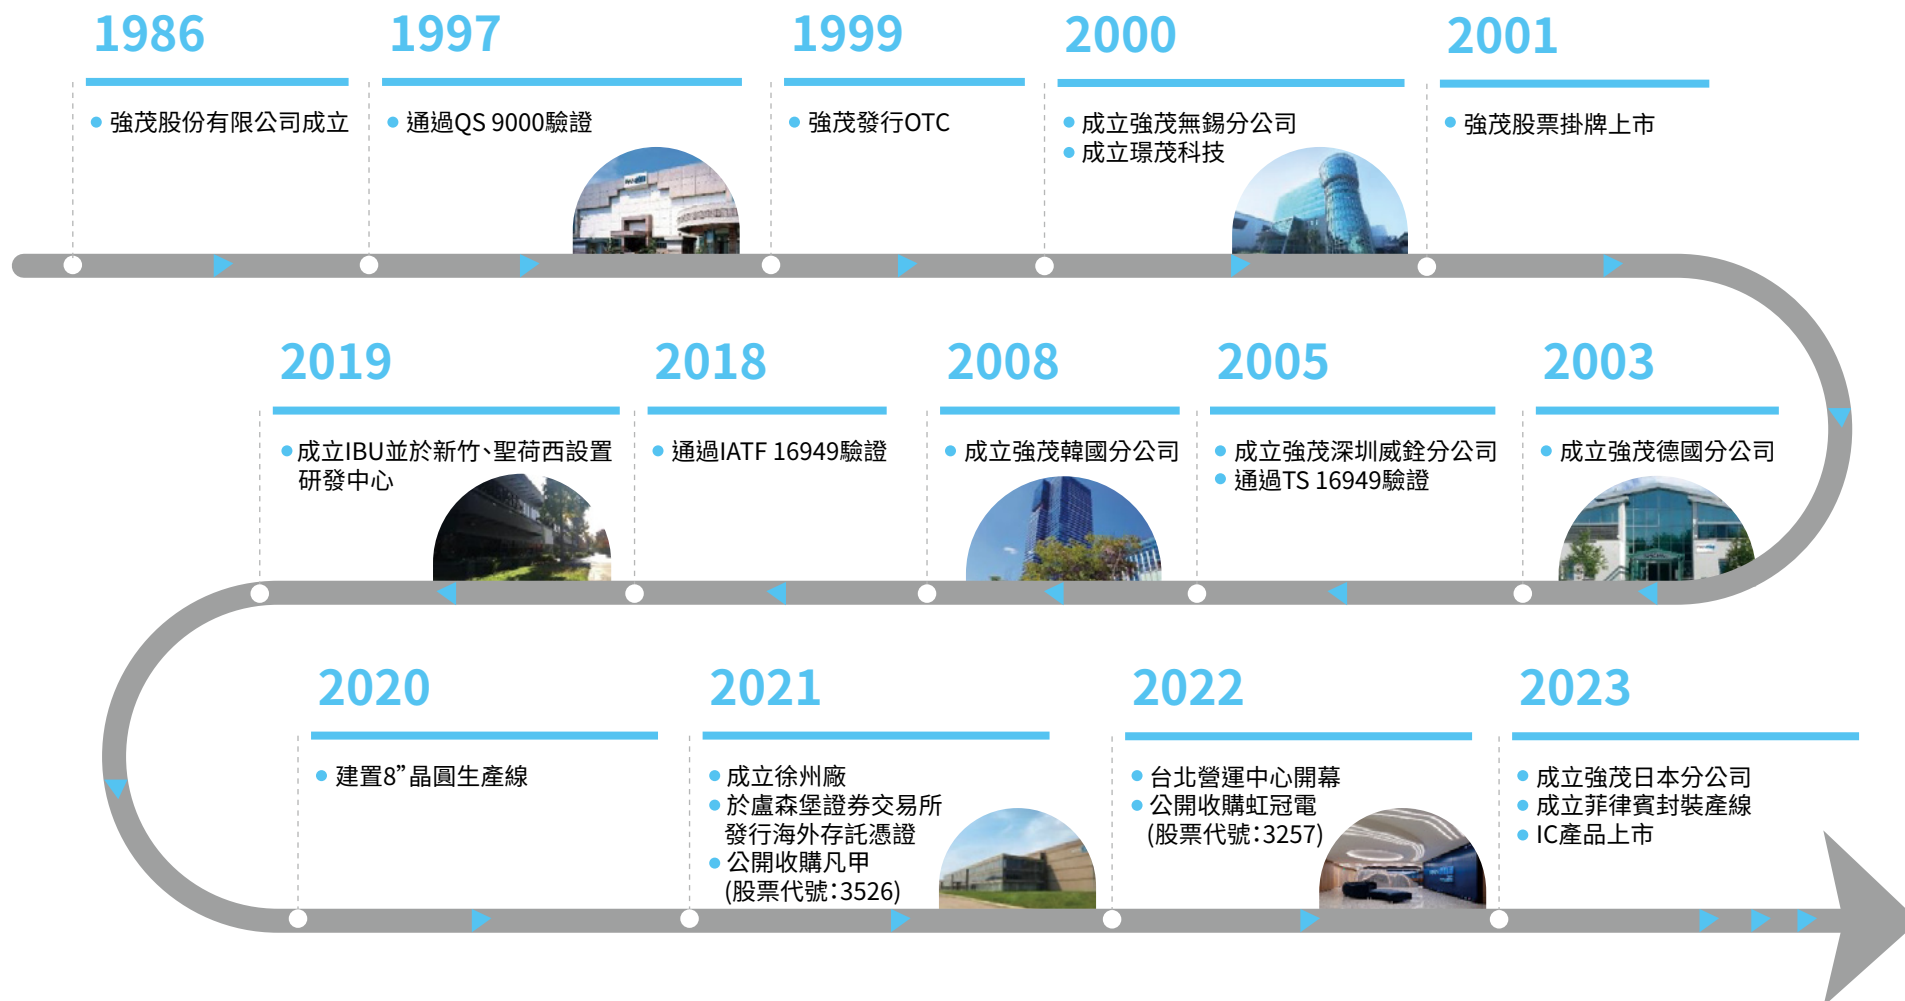 1986
強茂股份有限公司成立
1997
通過QS 9000驗證
1999
強茂發行OTC
2000
成立強茂無錫分公司
成立璟茂科技
2001
強茂股票掛牌上市
2003
成立強茂德國分公司
2005
成立強茂深圳威銓分公司
通過TS 16949驗證
2008
成立強茂韓國分公司
2018
通過IATF 16949驗證
2019
成立IBU並於新竹、聖荷西設置
研發中心
2020
建置8”晶圓生產線
2021
成立徐州廠
於盧森堡證券交易所
發行海外存託憑證
公開收購凡甲
(股票代號：3526)
2022
台北營運中心開幕
公開收購虹冠電
(股票代號：3257)
2023
成立強茂日本分公司
成立菲律賓封裝產線
IC產品上市